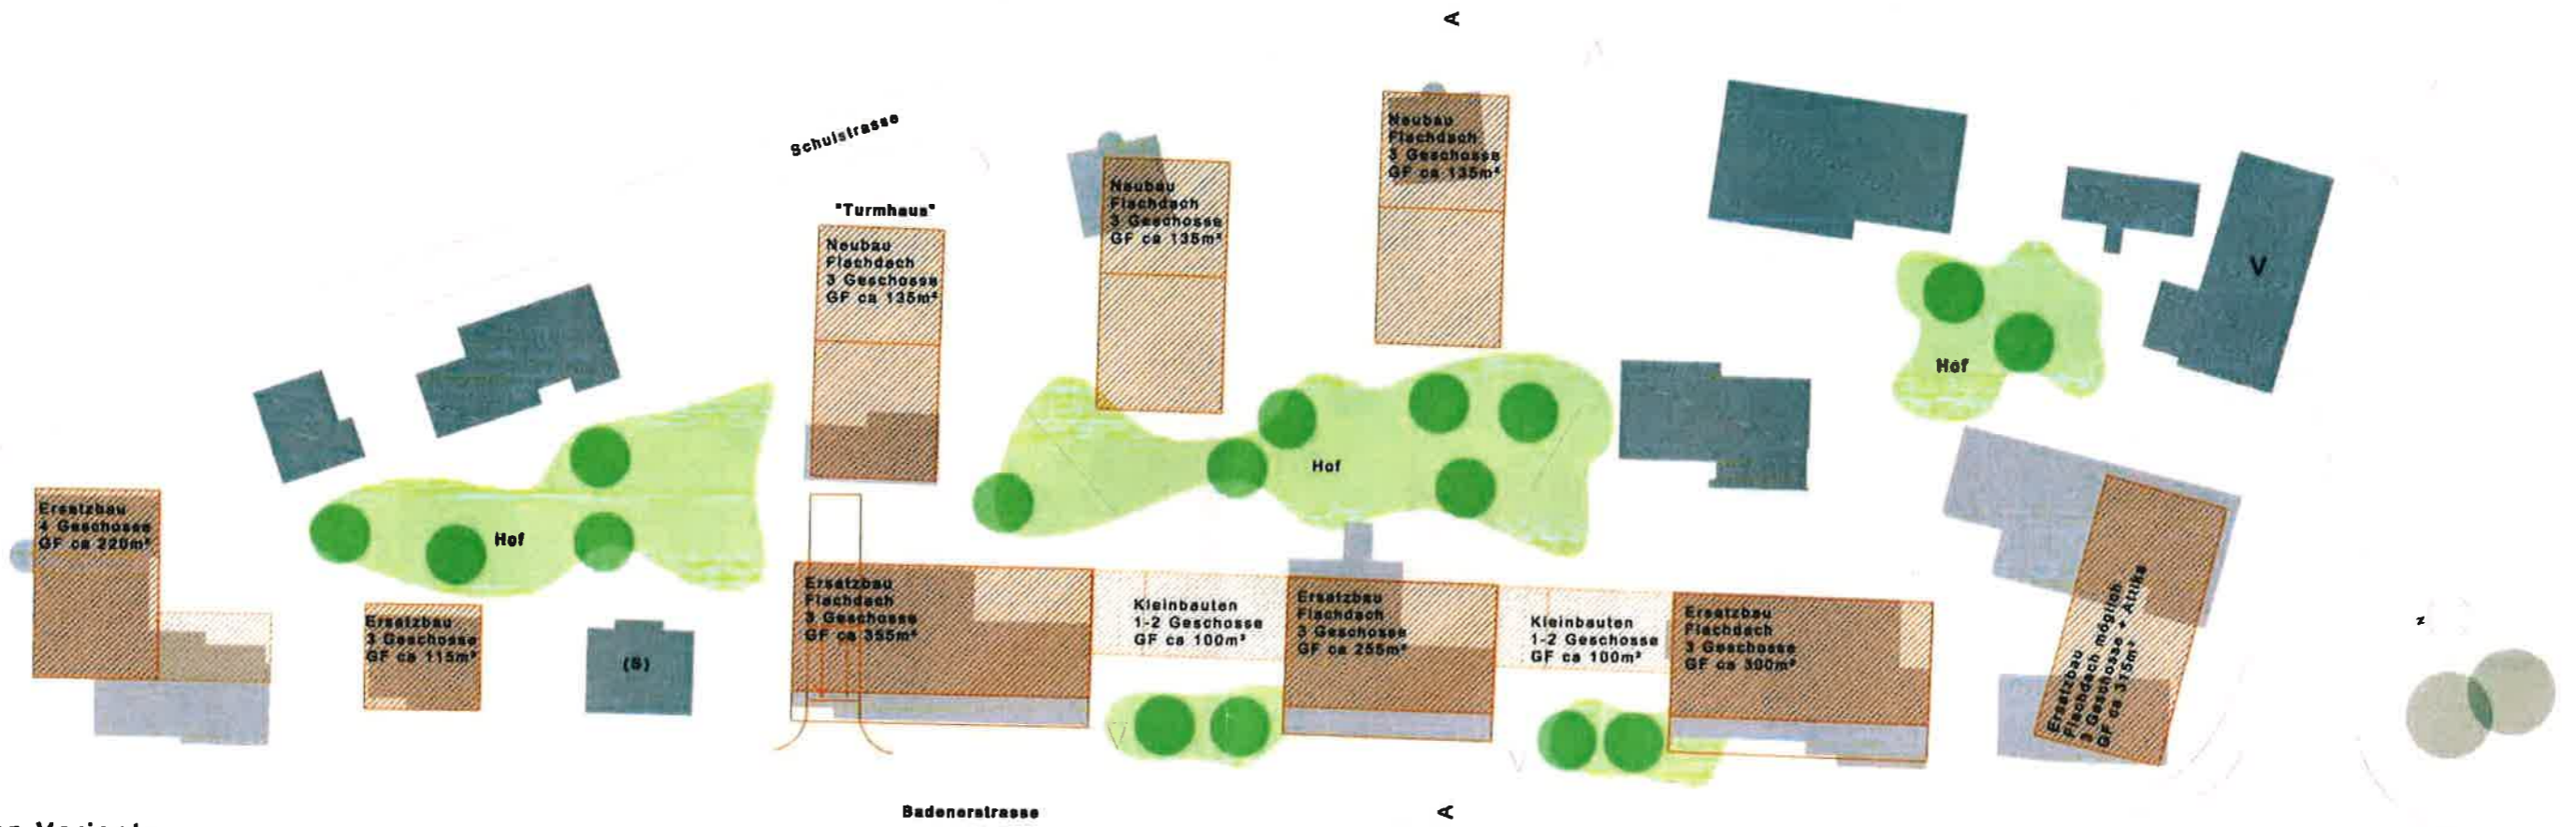 A
Schulstrasse
"Turmhaus"
Neubau
Flachdach
3 Geschosse
GF ca 135m²
Neubau
Flachdach
3 Geschosse
GF ca 135m²
Neubau
Flachdach
3 Geschosse
GF ca 135m²
V
Hof
Hof
Hof
Ersatzbau
4 Geschosse
GF ca 220m²
Ersatzbau
3 Geschosse
GF ca 115m²
(S)
Ersatzbau
Flachdach
3 Geschosse
GF ca 355m²
Kleinbauten
1-2 Geschosse
GF ca 100m²
Ersatzbau
Flachdach
3 Geschosse
GF ca 255m²
Kleinbauten
1-2 Geschosse
GF ca 100m²
Ersatzbau
Flachdach
3 Geschosse
GF ca 300m²
Ersatzbau
Flachdach möglich
3 Geschosse + Attika
GF ca 315m²
N
Badenerstrasse
A